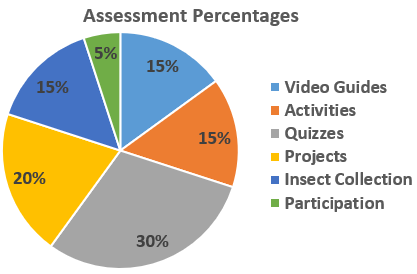 Assessment Percentages
5%
15%
15%
15%
20%
30%
Video Guides
Activities
Quizzes
Projects
Insect Collection
Participation